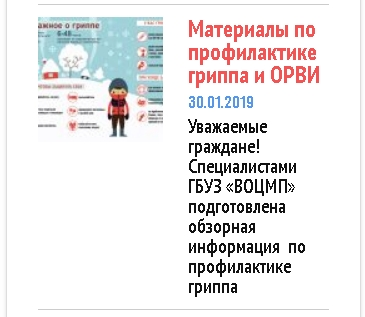 ажное о гриппе
Материалы по
профилактике
гриппа и ОРВИ
30.01.2019
Уважаемые
граждане!
Специалистами
ГБУЗ «ВОЦМП»
подготовлена
обзорная
информация по
профилактике
гриппа